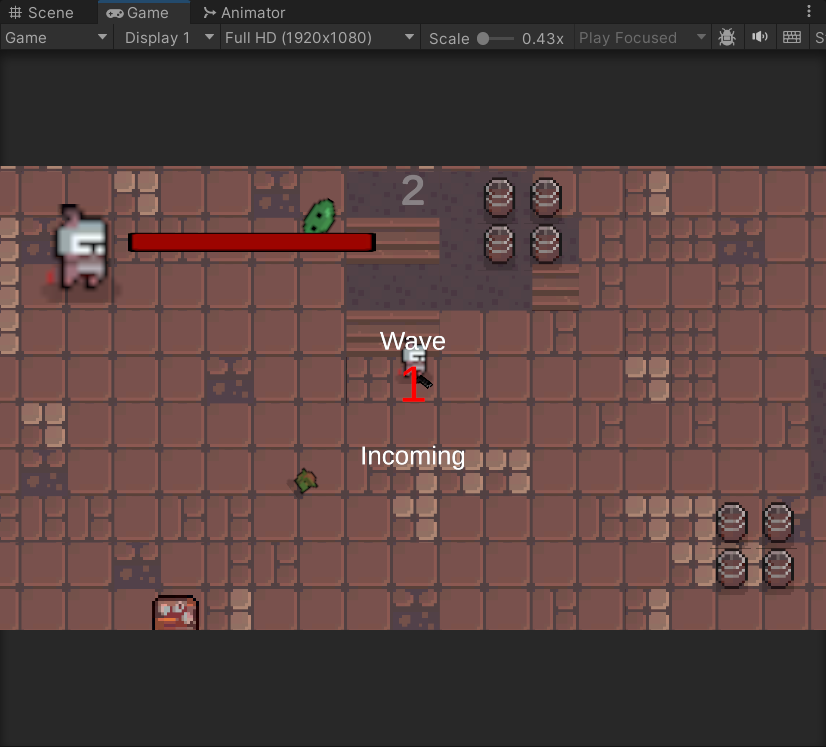 Scene Game Animator
Game Display 1 Full HD (1920x1080) Scale 0.43x Play Focused S
2
Wave
1
Incoming